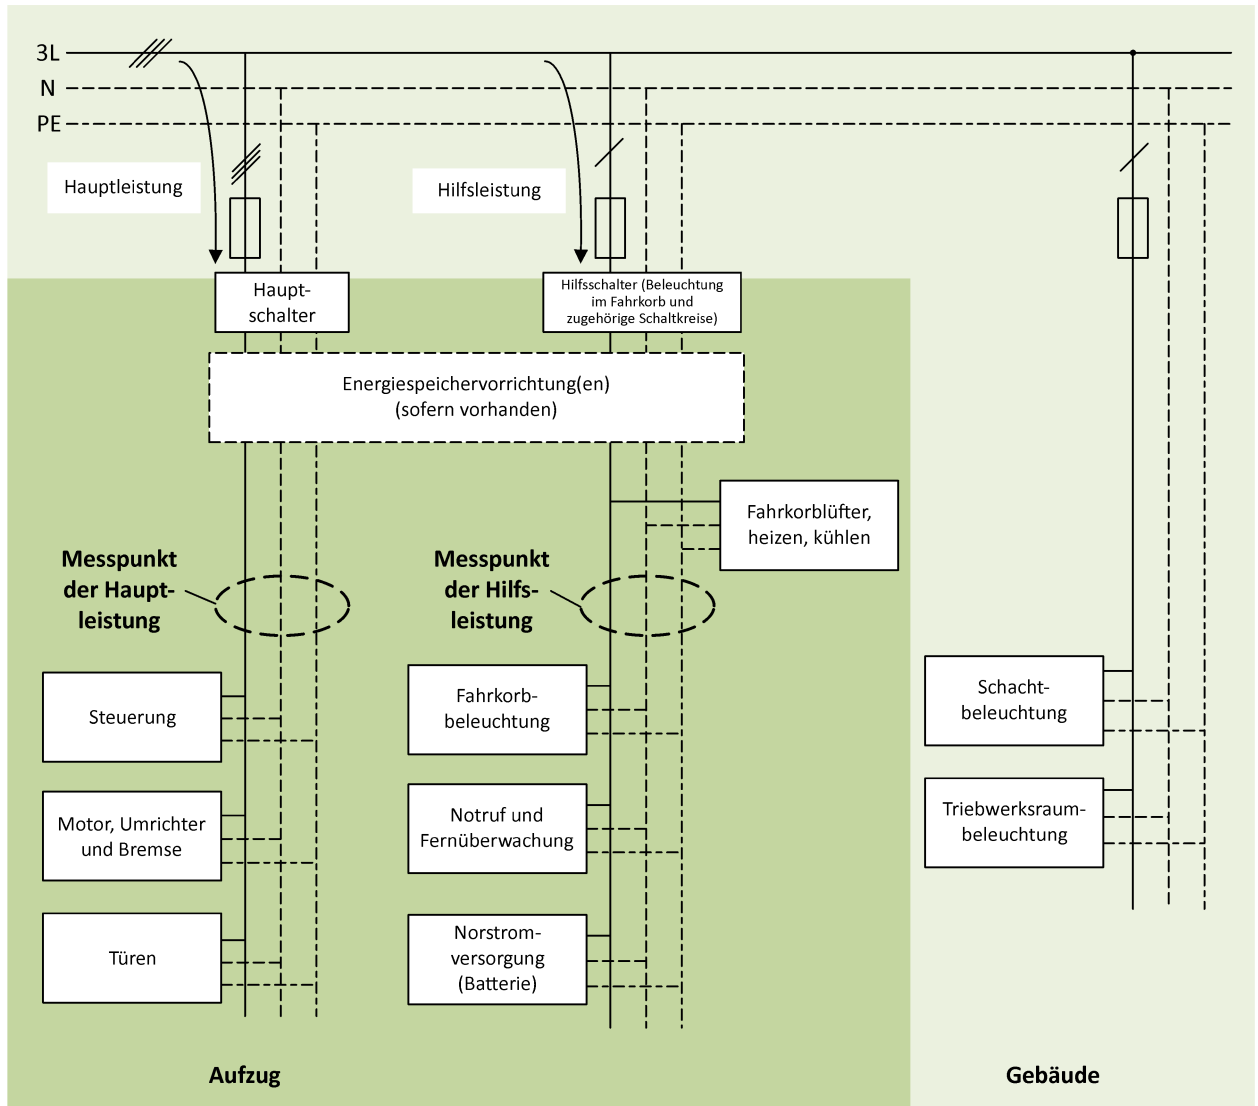 3L
N
PE
Hauptleistung
Hilfsleistung
Haupt-
schalter
Hilfsschalter (Beleuchtung
im Fahrkorb und
zugehörige Schaltkreise)
Energiespeichervorrichtung(en)
(sofern vorhanden)
Fahrkorblüfter,
heizen, kühlen
Messpunkt
der Haupt-
leistung
Messpunkt
der Hilfs-
leistung
Steuerung
Fahrkorb-
beleuchtung
Schacht-
beleuchtung
Motor, Umrichter
und Bremse
Notruf und
Fernüberwachung
Triebwerksraum-
beleuchtung
Türen
Norstrom-
versorgung
(Batterie)
Aufzug
Gebäude